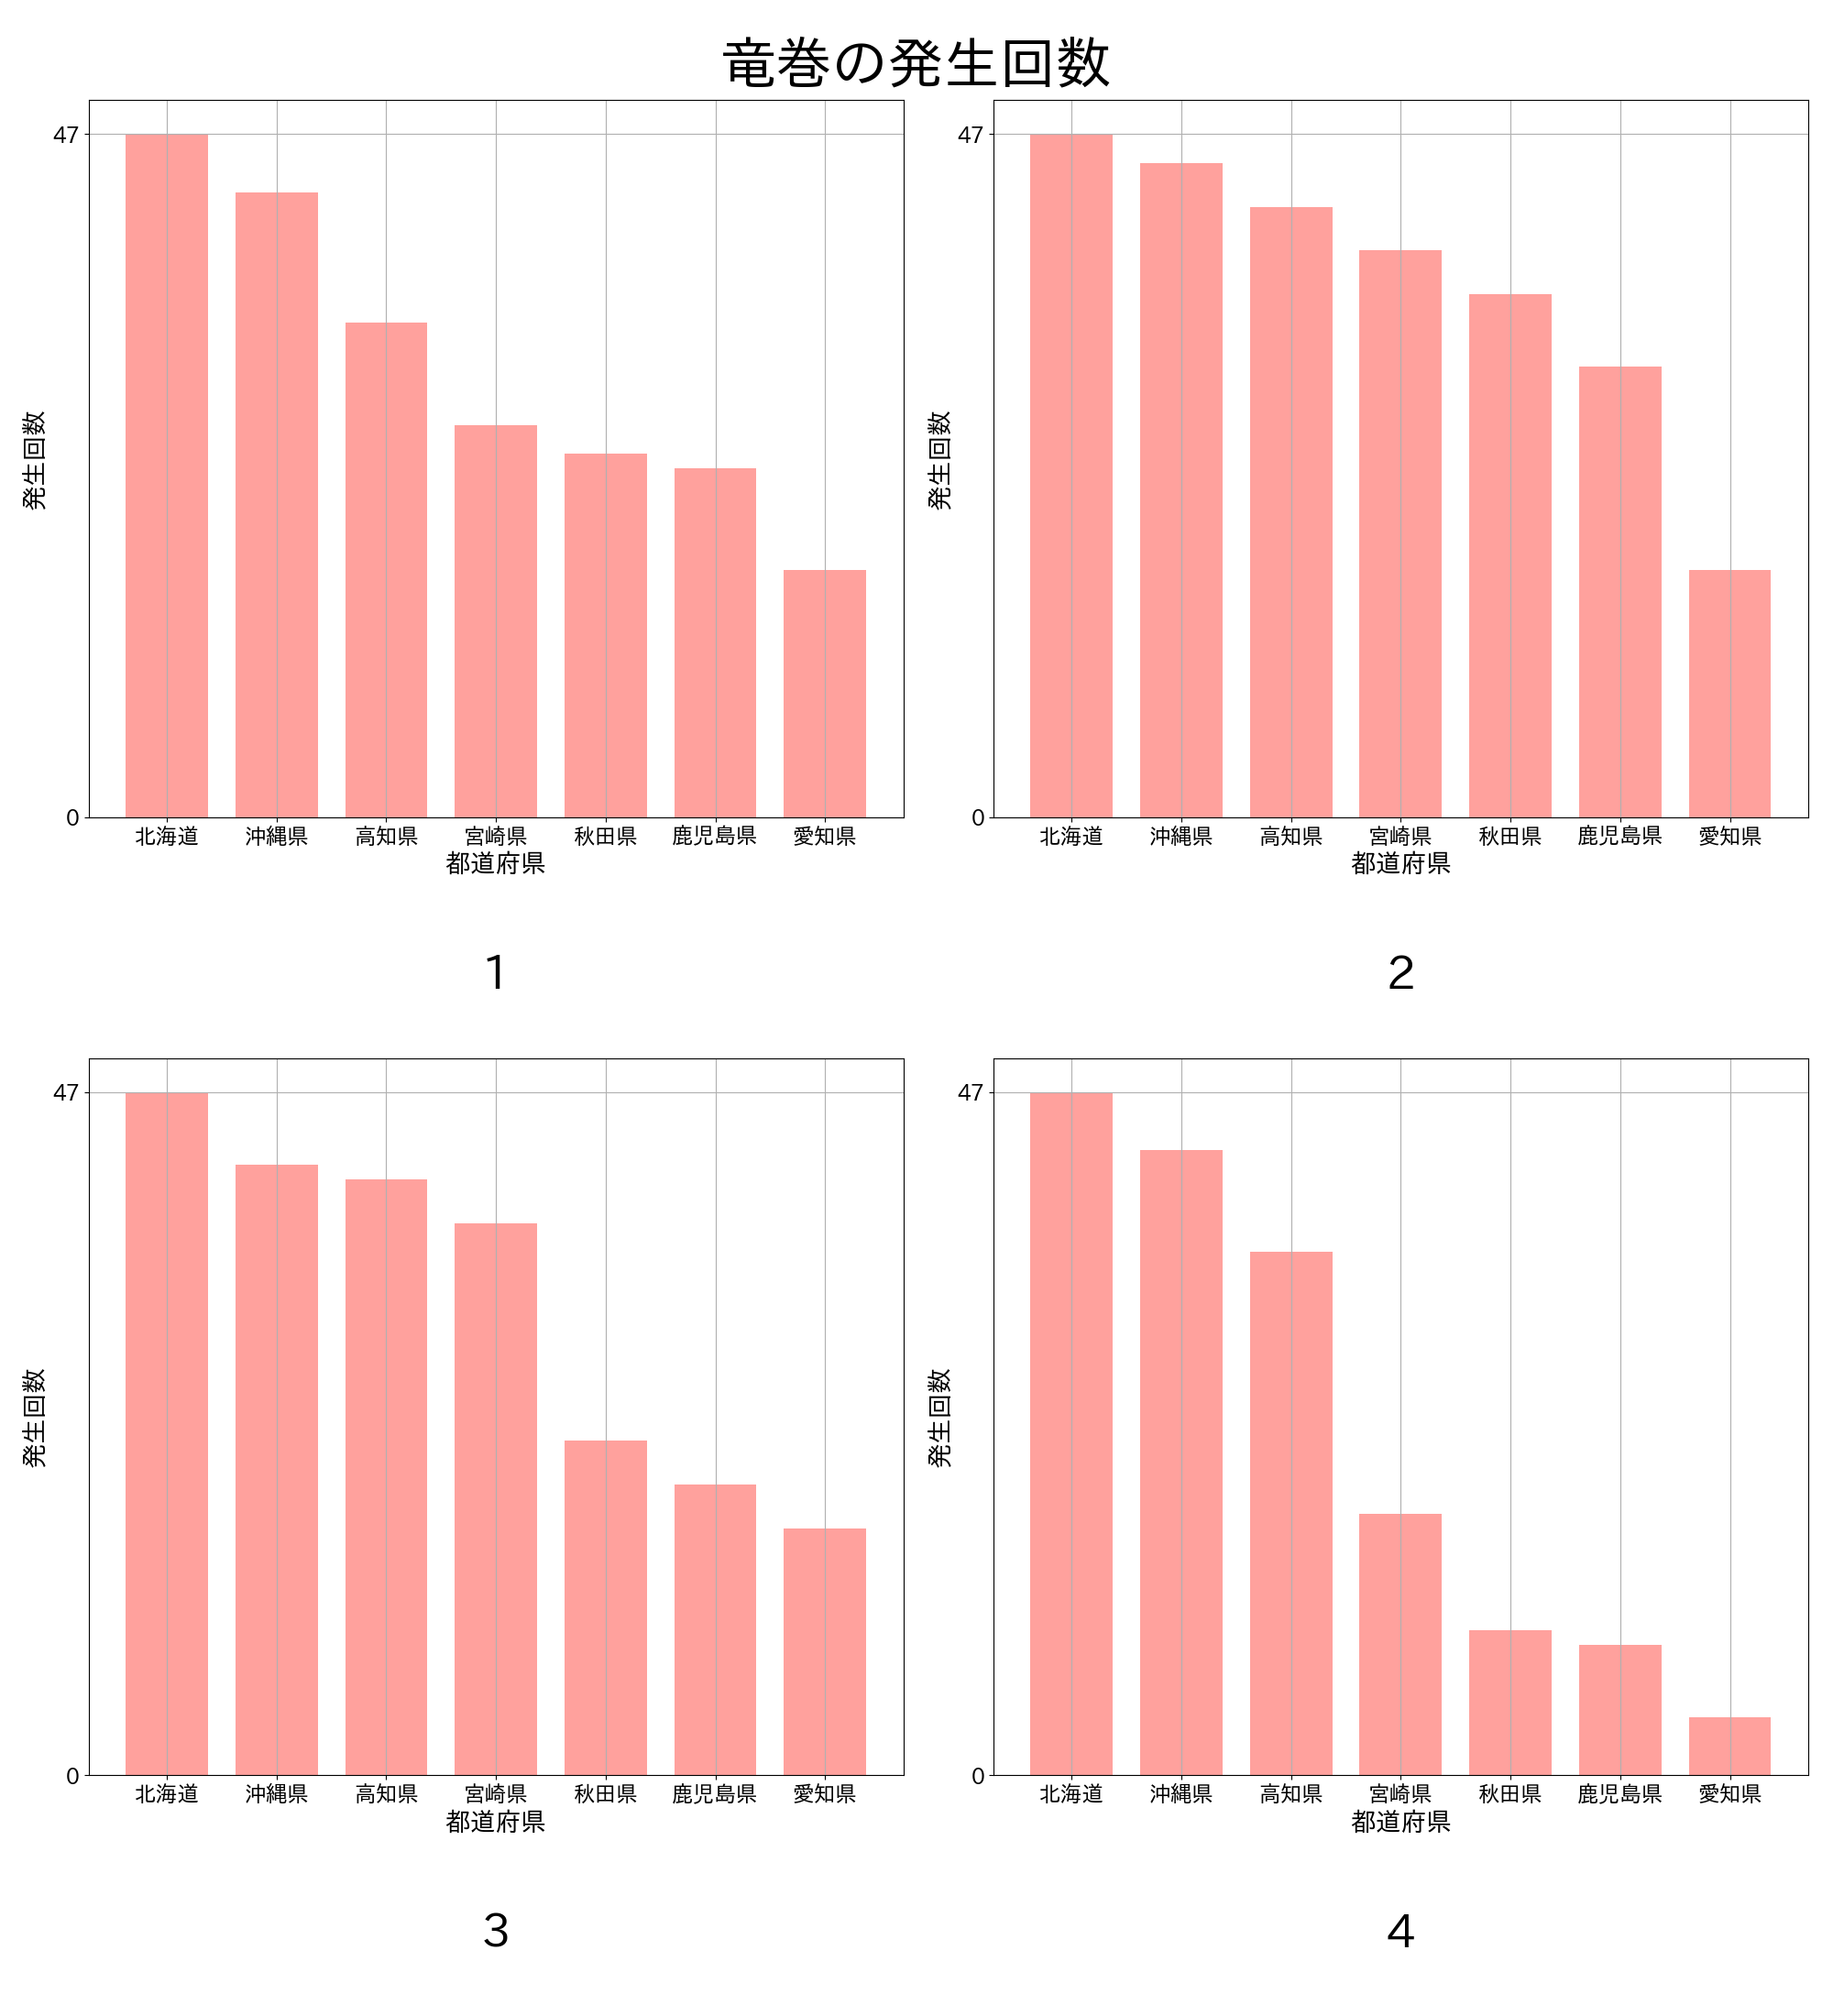 竜巻の発生回数
47
0
発生回数
北海道 沖縄県 高知県 宮崎県 秋田県 鹿児島県 愛知県
都道府県
1
47
0
発生回数
北海道 沖縄県 高知県 宮崎県 秋田県 鹿児島県 愛知県
都道府県
2
47
0
発生回数
北海道 沖縄県 高知県 宮崎県 秋田県 鹿児島県 愛知県
都道府県
3
47
0
発生回数
北海道 沖縄県 高知県 宮崎県 秋田県 鹿児島県 愛知県
都道府県
4